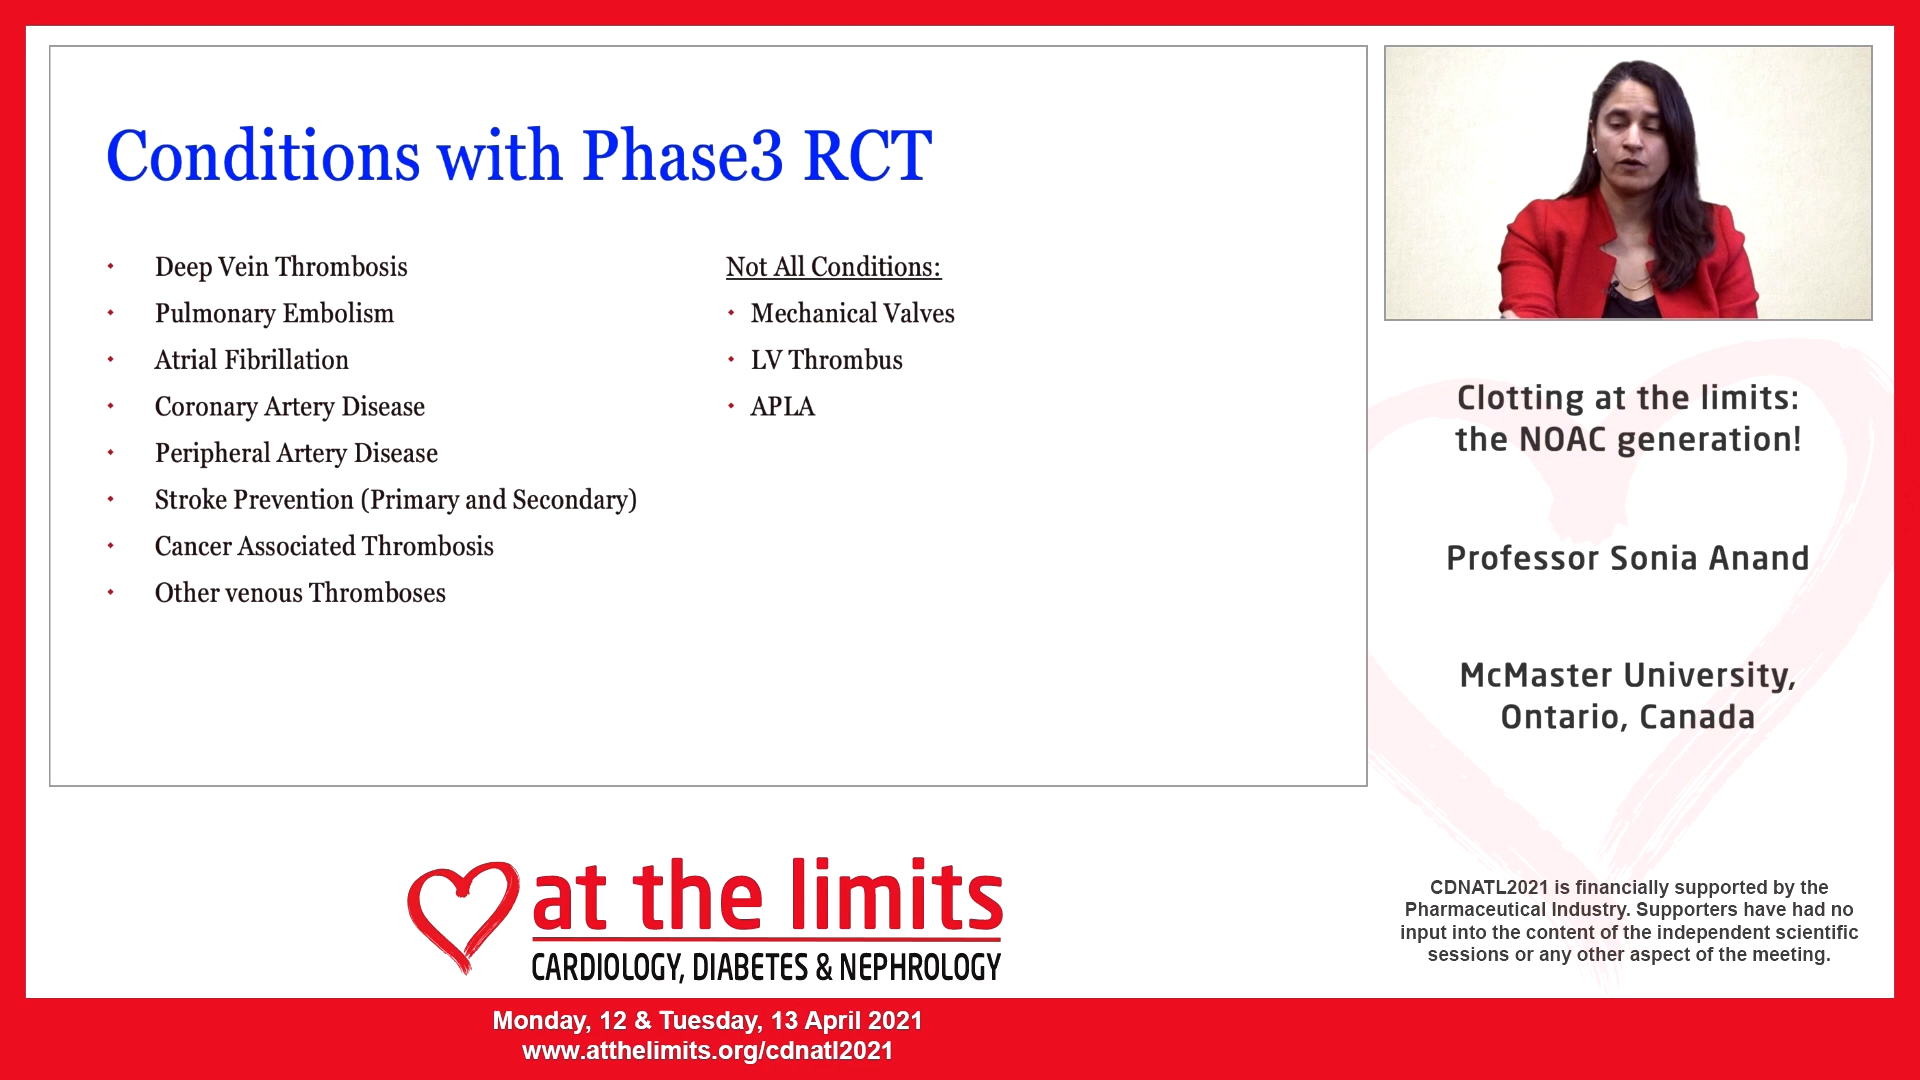 Conditions with Phase3 RCT
Deep Vein Thrombosis
Pulmonary Embolism
Atrial Fibrillation
Coronary Artery Disease
Peripheral Artery Disease
Stroke Prevention (Primary and Secondary)
Cancer Associated Thrombosis
Other venous Thromboses
Not All Conditions:
Mechanical Valves
LV Thrombus
APLA
Clotting at the limits:
the NOAC generation!
Professor Sonia Anand
McMaster University,
Ontario, Canada
at the limits
CARDIOLOGY, DIABETES & NEPHROLOGY
CDNATL2021 is financially supported by the
Pharmaceutical Industry. Supporters have had no
input into the content of the independent scientific
sessions or any other aspect of the meeting.
Monday, 12 & Tuesday, 13 April 2021
www.atthelimits.org/cdnatl2021